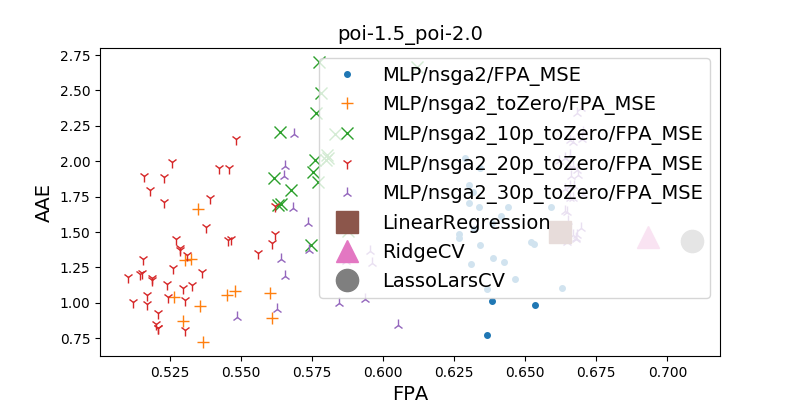 poi-1.5_poi-2.0
2.75
2.50
2.25
2.00
1.75
1.50
1.25
1.00
0.75
AAE
MLP/nsga2/FPA_MSE
MLP/nsga2_toZero/FPA_MSE
MLP/nsga2_10p_toZero/FPA_MSE
MLP/nsga2_20p_toZero/FPA_MSE
MLP/nsga2_30p_toZero/FPA_MSE
LinearRegression
RidgeCV
LassoLarsCV
0.525 0.550 0.575 0.600 0.625 0.650 0.675 0.700
FPA